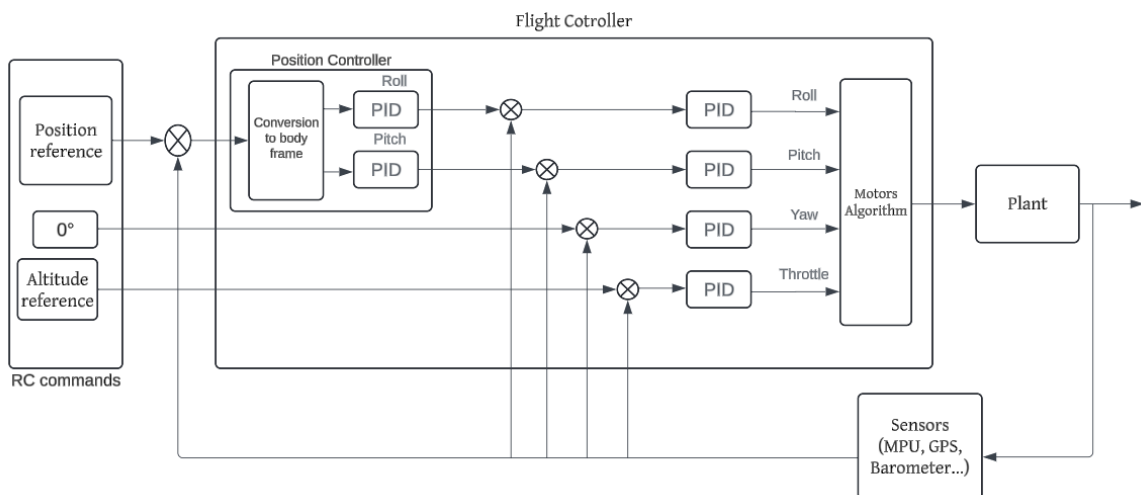 Flight Cotroller
Position Controller
Roll
PID
Pitch
PID
Conversion
to body
frame
Position
reference
0°
Altitude
reference
RC commands
PID
Roll
PID
Pitch
PID
Yaw
PID
Throttle
Motors
Algorithm
Plant
Sensors
(MPU, GPS,
Barometer...)